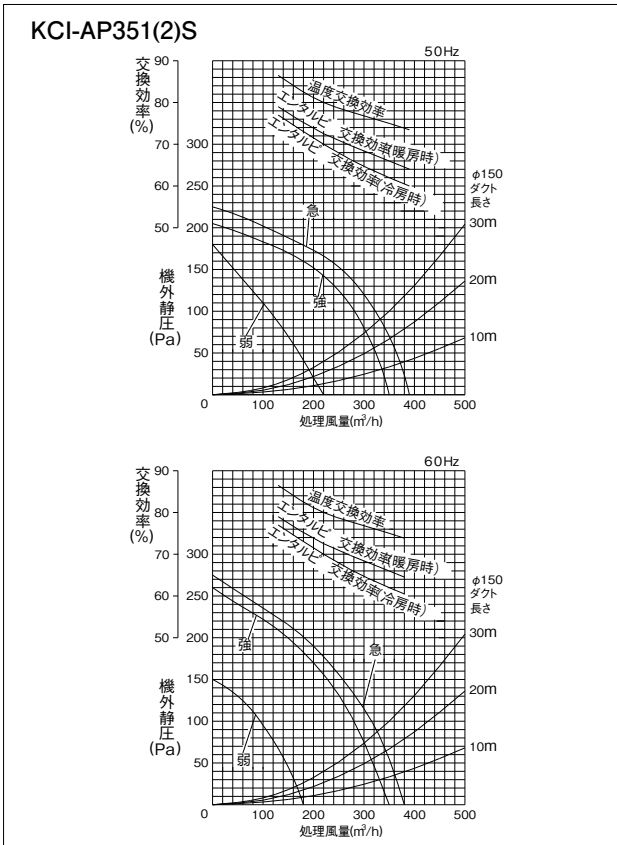 KCI-AP351(2)S
50Hz
交換効率(%)
90
80
70
60
50
300
250
200
150
100
50
0
機外静圧(Pa)
温度交換効率
エンタルピ 交換効率(暖房時)
エンタルピ 交換効率(冷房時)
急
強
弱
φ150
ダクト
長さ
30m
20m
10m
100
200
300
400
500
処理風量(m³/h)
60Hz
交換効率(%)
90
80
70
60
50
300
250
200
150
100
50
0
機外静圧(Pa)
温度交換効率
エンタルピ 交換効率(暖房時)
エンタルピ 交換効率(冷房時)
強
急
弱
φ150
ダクト
長さ
30m
20m
10m
100
200
300
400
500
処理風量(m³/h)